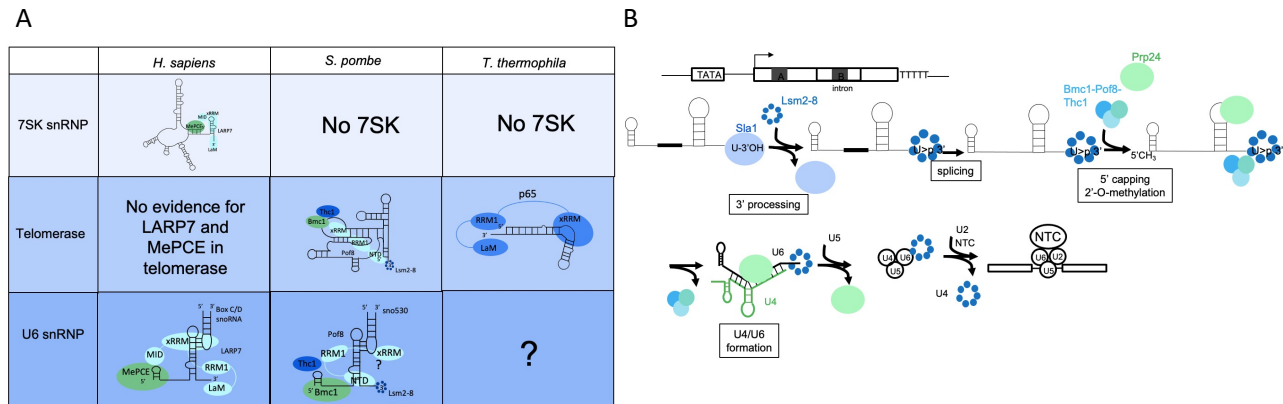 A
H. sapiens
S. pombe
T. thermophila
7SK snRNP
MePCE
MID
xRRM
LARP7
LaM
No 7SK
No 7SK
Telomerase
No evidence for
LARP7 and
MePCE in
telomerase
Thc1
Bmc1
xRRM
RRM1
Pof8
NTD
5'
Lsm2-8
p65
RRM1
xRRM
5'
3'
LaM
U6 snRNP
5' 3'
Box C/D
snoRNA
xRRM
LARP7
MID
MePCE
5'
3'
RRM1
LaM
sno530
5' 3'
Pof8
RRM1
xRRM
?
Thc1
NTD
5'
Bmc1
3'
Lsm2-8
?
B
TATA
A
B
intron
TTTTT
Prp24
Bmc1-Pof8-
Thc1
Lsm2-8
Sla1
U-3'OH
U>p 3'
U>p 3'
5'CH3
U>p 3'
3' processing
splicing
5' capping
2'-O-methylation
U6
U4
U4/U6
formation
U5
U4
U6
U5
U2
NTC
U4
NTC
U6
U2
U5